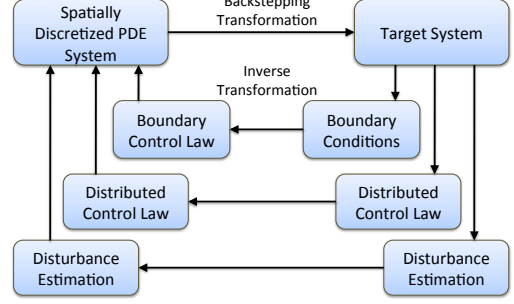 Spatially
Discretized PDE
System
Backstepping
Transformation
Target System
Inverse
Transformation
Boundary
Control Law
Boundary
Conditions
Distributed
Control Law
Distributed
Control Law
Disturbance
Estimation
Disturbance
Estimation